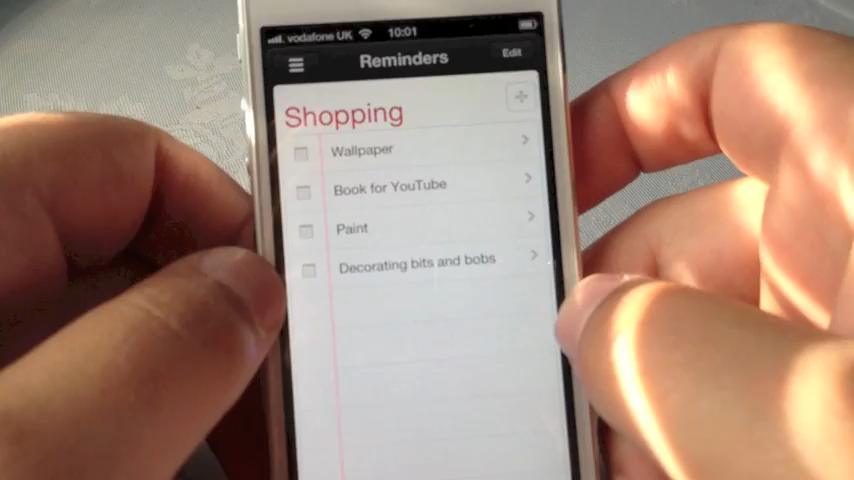 vodafone UK 10:01
Reminders Edit
Shopping
Wallpaper
Book for YouTube
Paint
Decorating bits and bobs